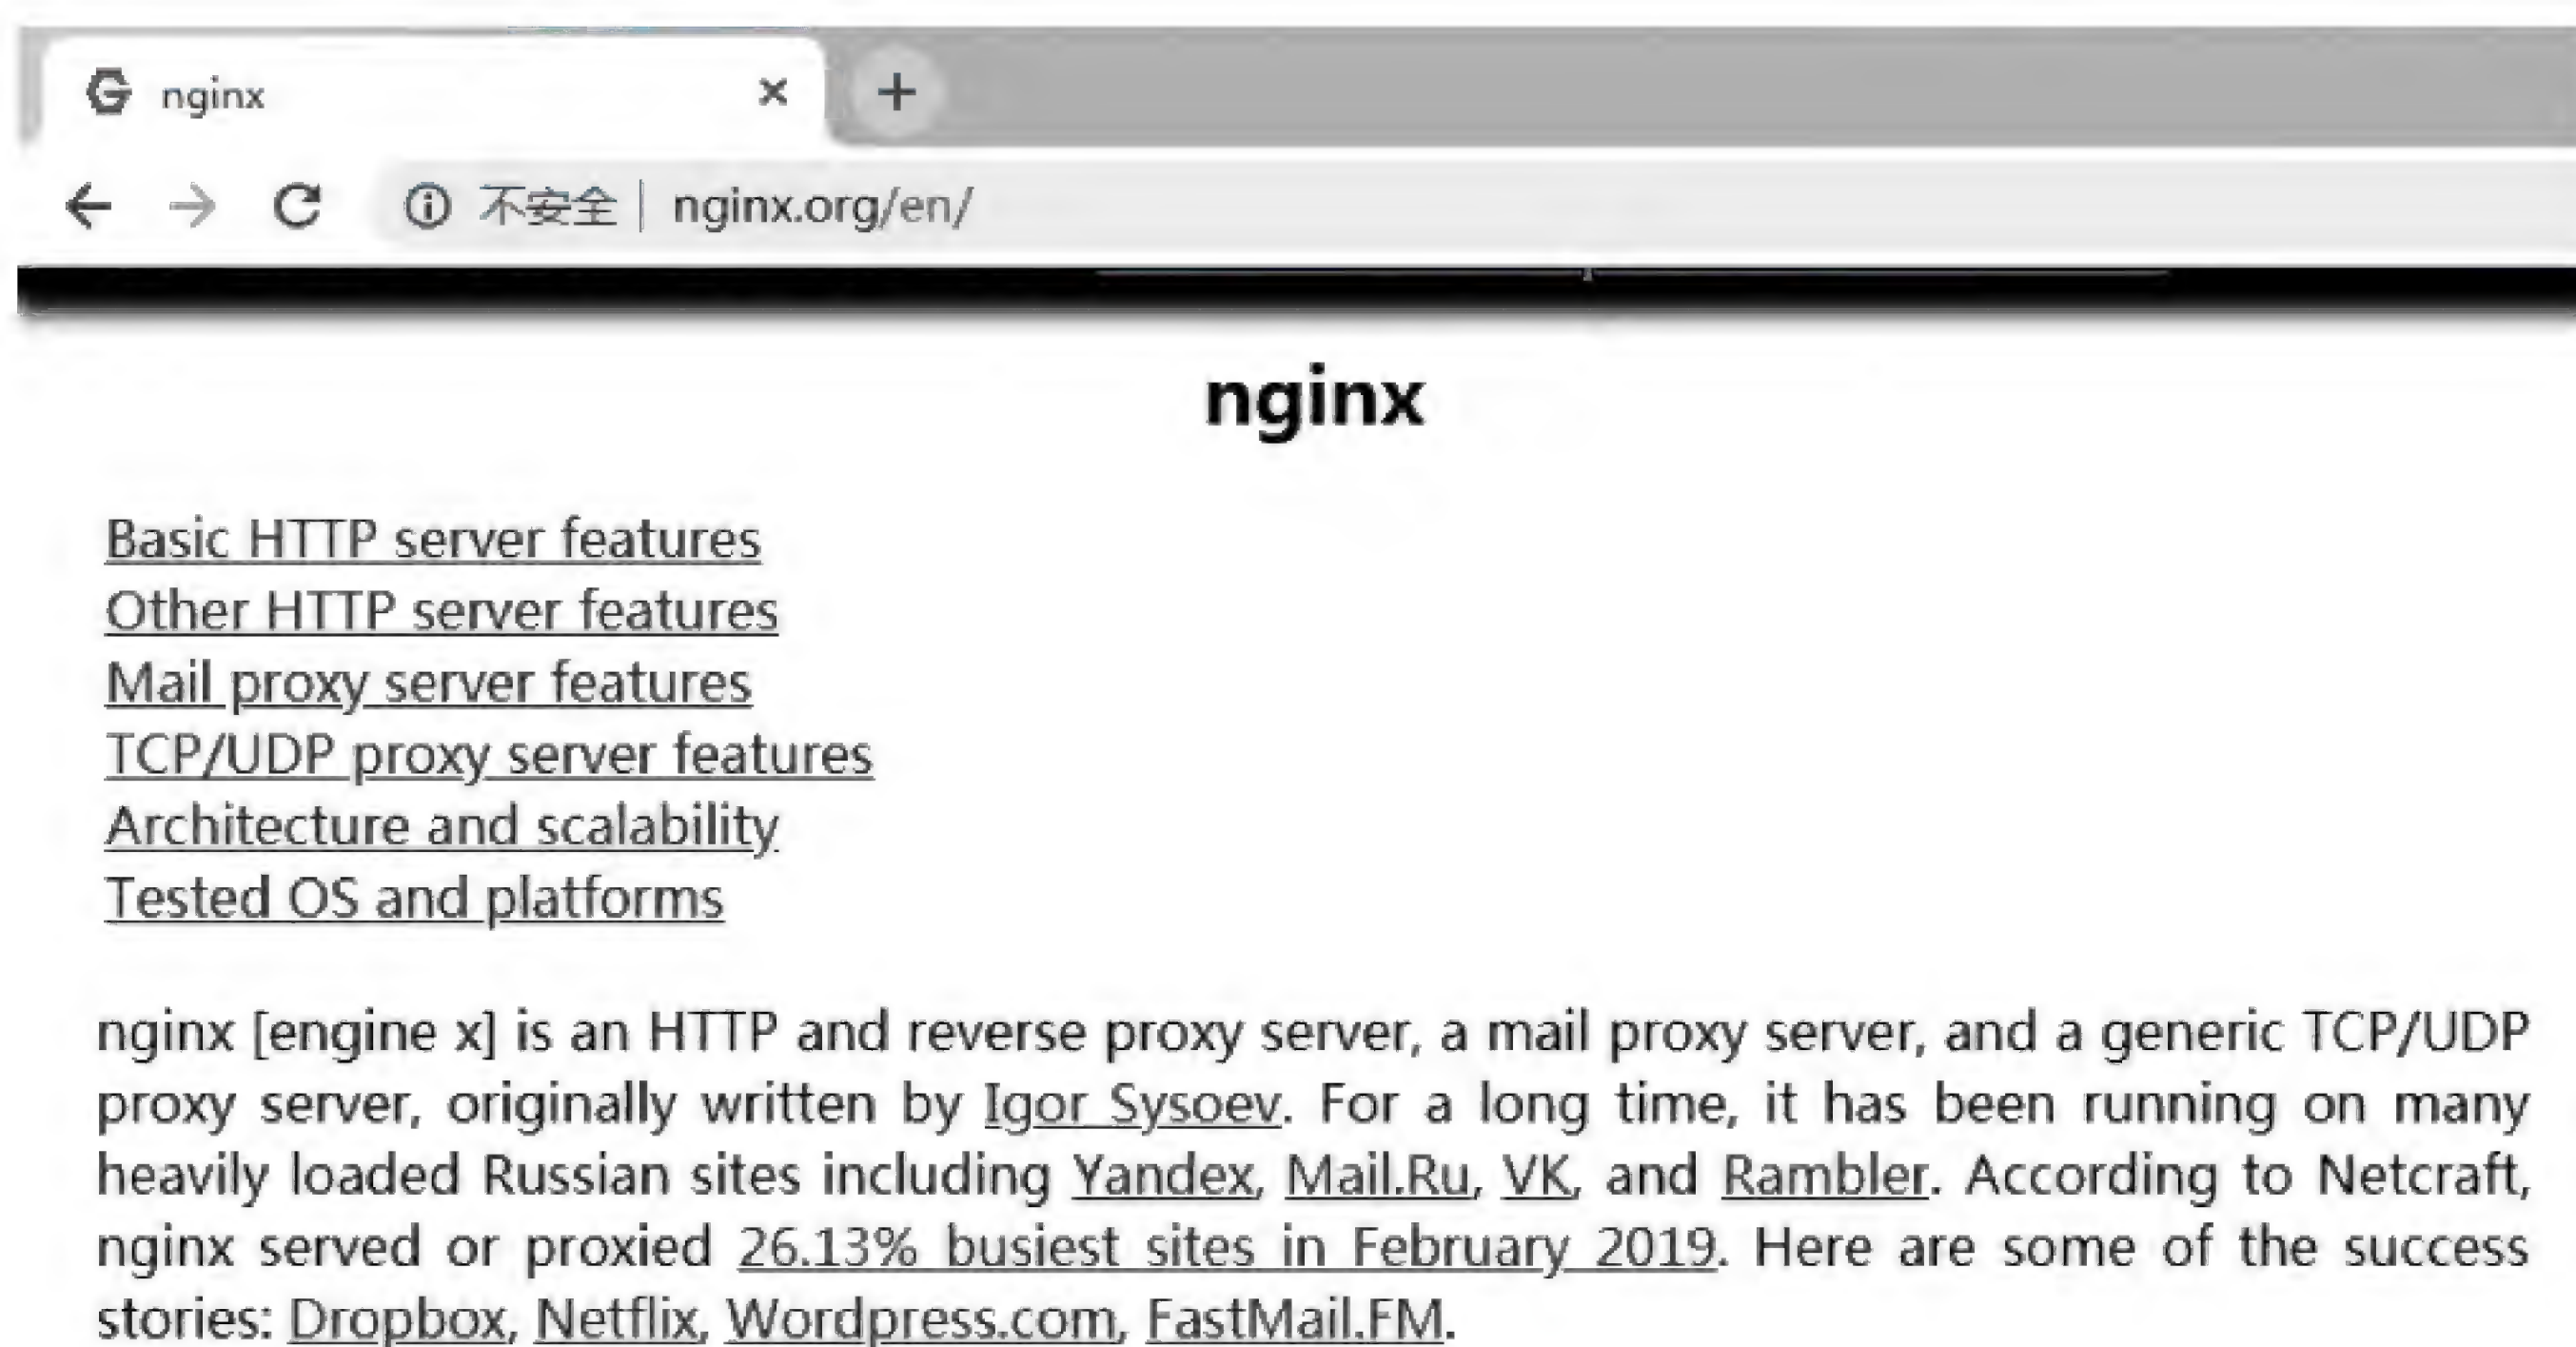 nginx
不安全 | nginx.org/en/
nginx
Basic HTTP server features
Other HTTP server features
Mail proxy server features
TCP/UDP proxy server features
Architecture and scalability
Tested OS and platforms
nginx [engine x] is an HTTP and reverse proxy server, a mail proxy server, and a generic TCP/UDP
proxy server, originally written by Igor Sysoev. For a long time, it has been running on many
heavily loaded Russian sites including Yandex, Mail.Ru, VK, and Rambler. According to Netcraft,
nginx served or proxied 26.13% busiest sites in February 2019. Here are some of the success
stories: Dropbox, Netflix, Wordpress.com, FastMail.FM.